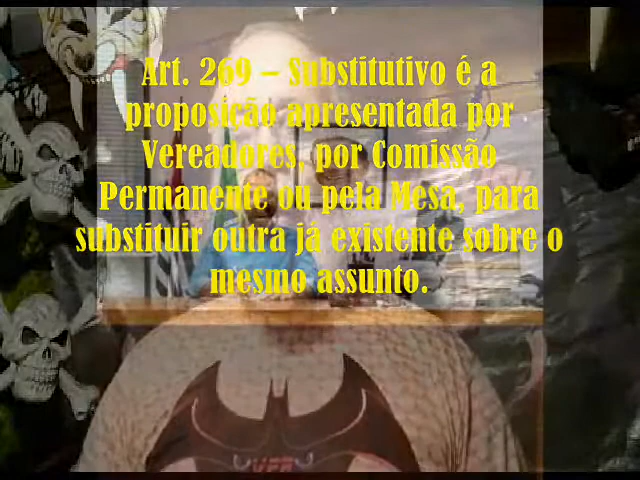 Art. 269 – Substitutivo é a
proposição apresentada por
Vereadores, por Comissão
Permanente ou pela Mesa, para
substituir outra já existente sobre o
mesmo assunto.